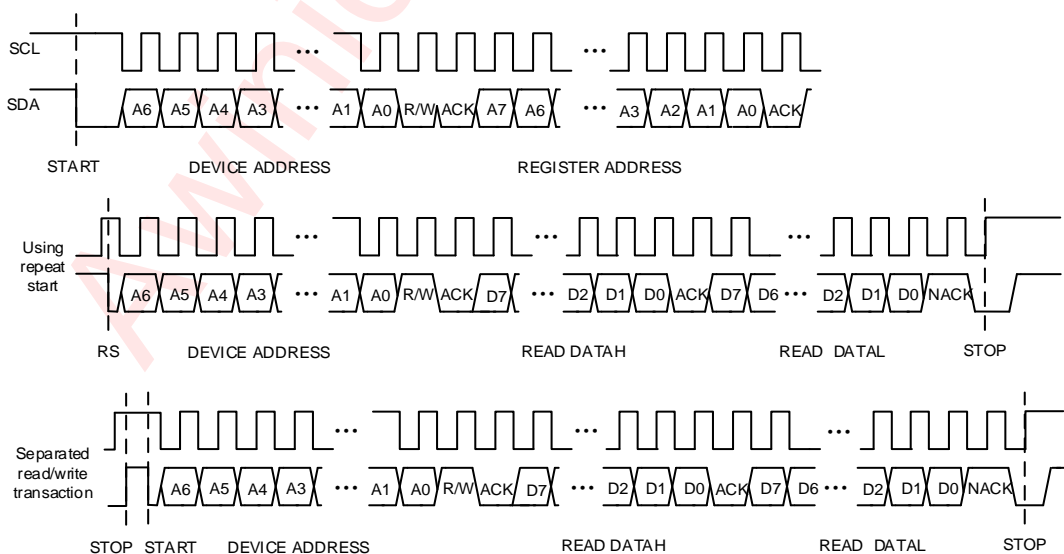 SCL
SDA
A6 A5 A4 A3 ... A1 A0 R/W ACK A7 A6 ... A3 A2 A1 A0 ACK
START DEVICE ADDRESS REGISTER ADDRESS
Using
repeat
start
A6 A5 A4 A3 ... A1 A0 R/W ACK D7 ... D2 D1 D0 ACK D7 D6 ... D2 D1 D0 NACK
RS DEVICE ADDRESS READ DATAH READ DATAL STOP
Separated
read/write
transaction
A6 A5 A4 A3 ... A1 A0 R/W ACK D7 ... D2 D1 D0 ACK D7 D6 ... D2 D1 D0 NACK
STOP START DEVICE ADDRESS READ DATAH READ DATAL STOP